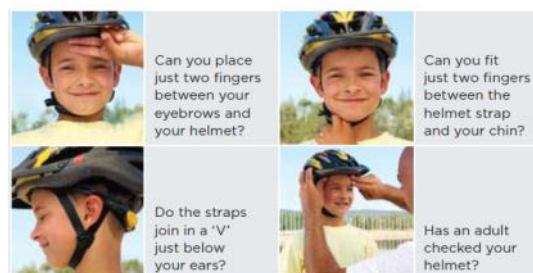 Can you place
just two fingers
between your
eyebrows and
your helmet?
Can you fit
just two fingers
between the
helmet strap
and your chin?
Do the straps
join in a 'V'
just below
your ears?
Has an adult
checked your
helmet?